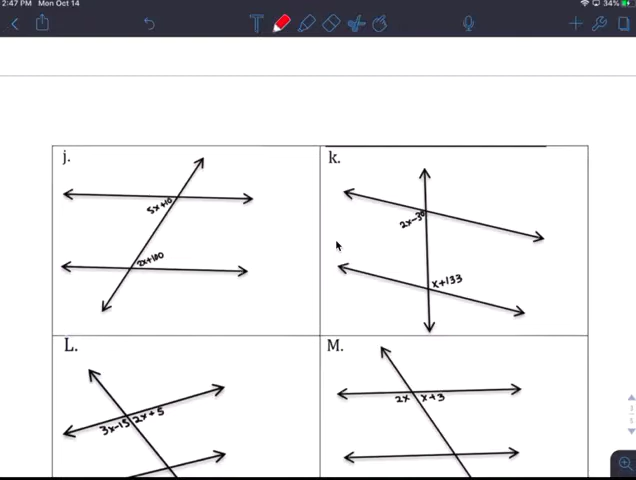 2:47 PM Mon Oct 14
34%
T
j.
5x+10
2x+100
k.
2x-30
x+133
L.
3x-15
2x+5
M.
2x
x+3